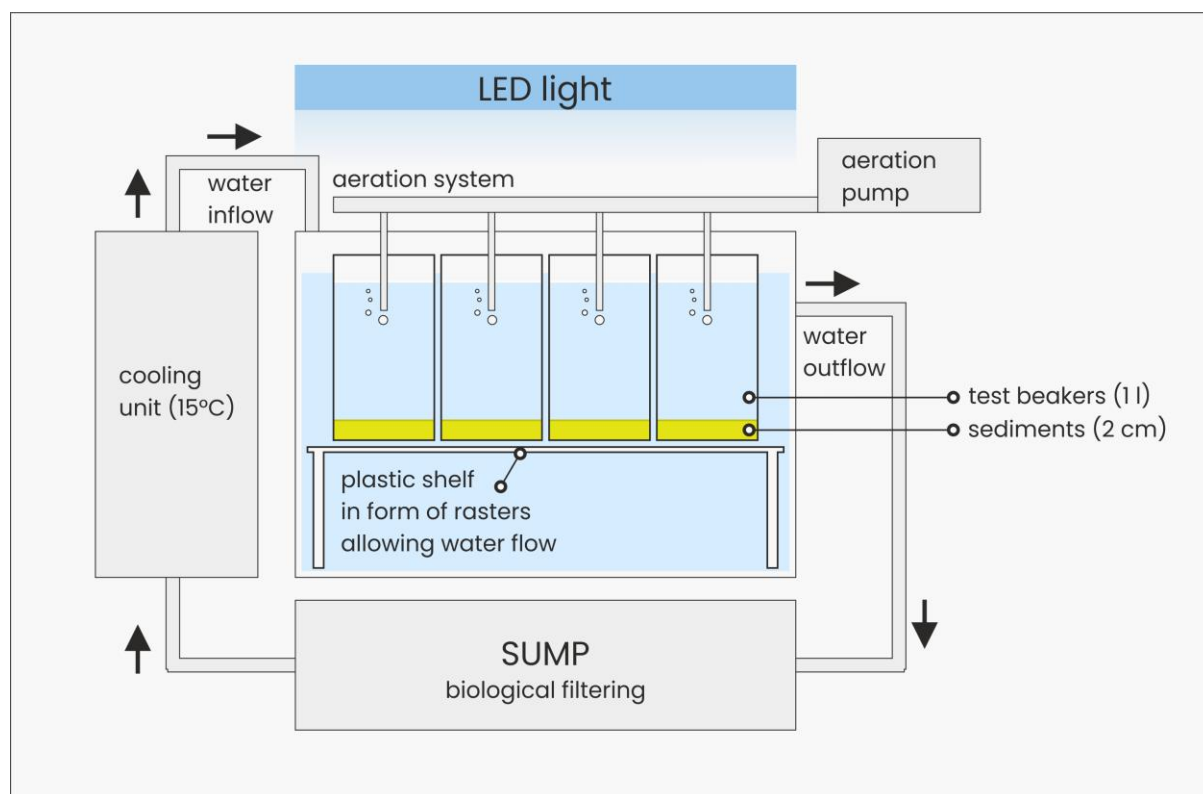 LED light
aeration
pump
aeration system
water
inflow
cooling
unit (15°C)
water
outflow
test beakers (1 l)
sediments (2 cm)
plastic shelf
in form of rasters
allowing water flow
SUMP
biological filtering